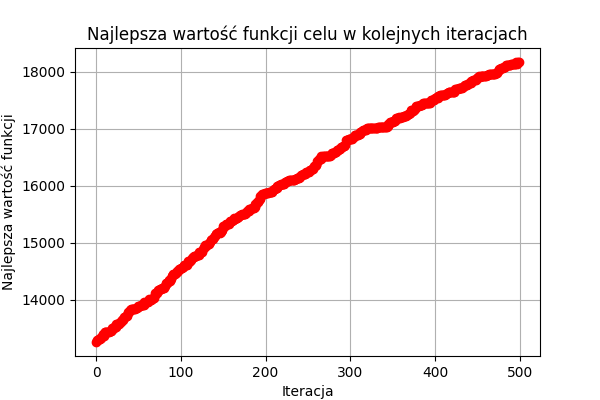 Najlepsza wartość funkcji celu w kolejnych iteracjach
Najlepsza wartość funkcji
18000
17000
16000
15000
14000
0 100 200 300 400 500
Iteracja